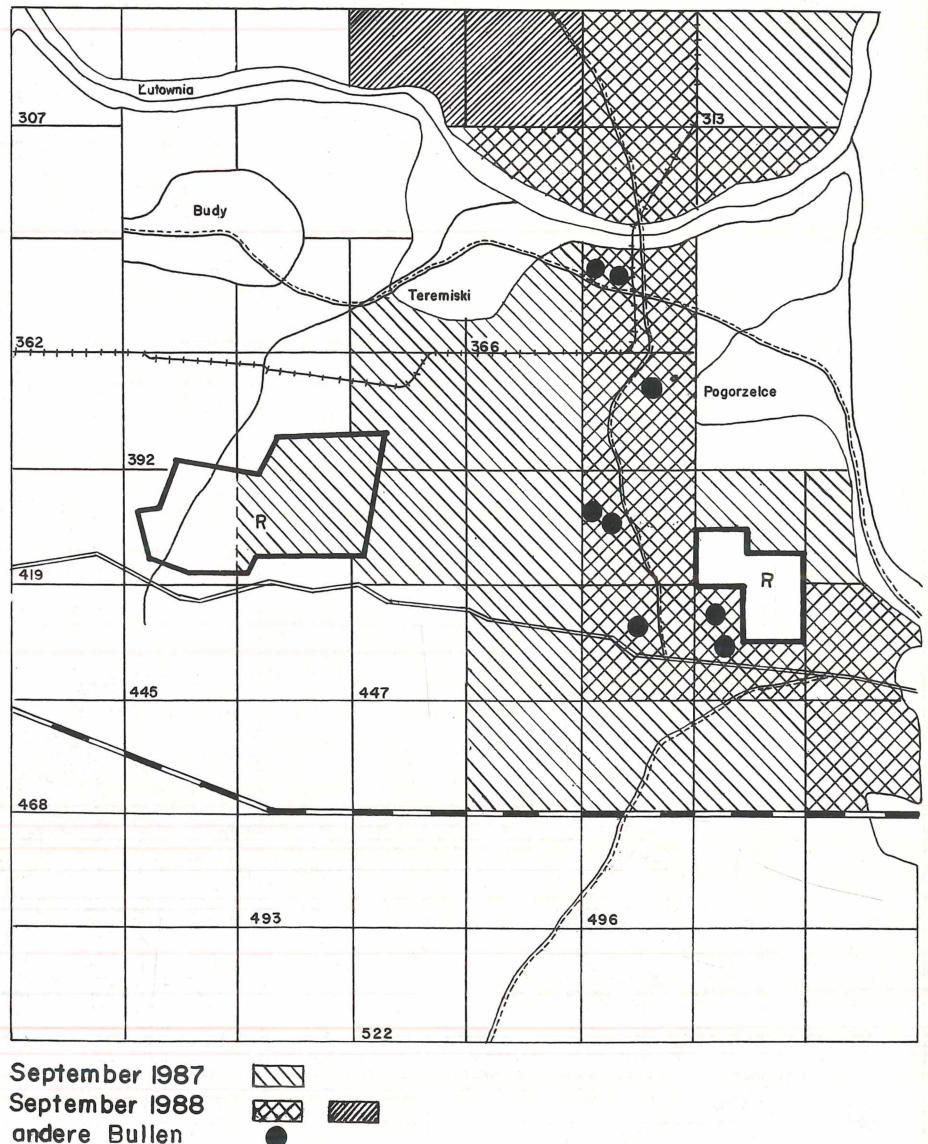 Łutownia
307
313
Budy
Teremiski
362
366
Pogorzelce
392
R
R
419
445
447
468
493
496
522
September 1987
September 1988
andere Bullen